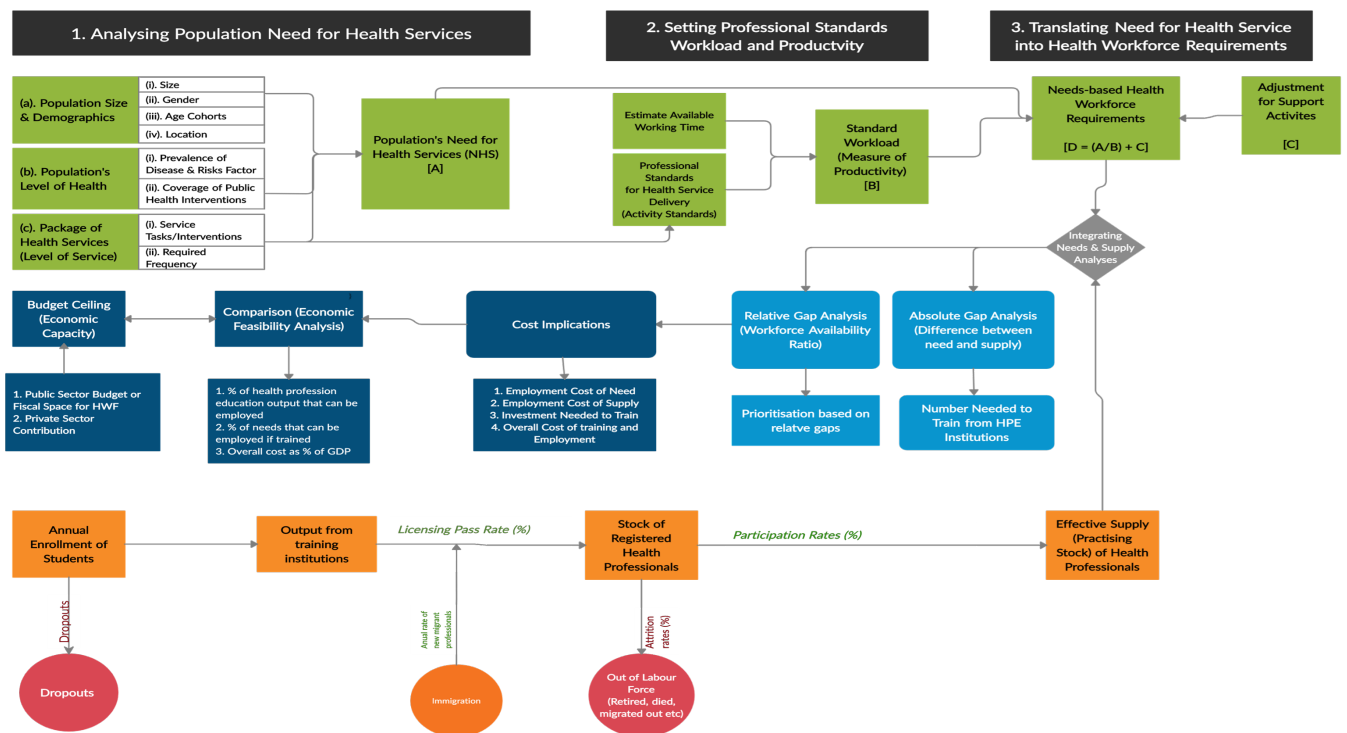 1. Analysing Population Need for Health Services
2. Setting Professional Standards
Workload and Productvity
3. Translating Need for Health Service
into Health Workforce Requirements
(a). Population Size
& Demographics
(i). Size
(ii). Gender
(iii). Age Cohorts
(iv). Location
(b). Population's
Level of Health
(i). Prevalence of
Disease & Risks Factor
(ii). Coverage of Public
Health Interventions
(c). Package of
Health Services
(Level of Service)
(i). Service
Tasks/Interventions
(ii). Required
Frequency
Population's Need for
Health Services (NHS)
[A]
Estimate Available
Working Time
Professional
Standards
for Health Service
Delivery
(Activity Standards)
Standard
Workload
(Measure of
Productivity)
[B]
Needs-based Health
Workforce
Requirements
[D = (A/B) + C]
Adjustment
for Support
Activites
[C]
Integrating
Needs & Supply
Analyses
Budget Ceiling
(Economic
Capacity)
Comparison (Economic
Feasibility Analysis)
Cost Implications
Relative Gap Analysis
(Workforce Availability
Ratio)
Absolute Gap Analysis
(Difference between
need and supply)
1. Public Sector Budget or
Fiscal Space for HWF
2. Private Sector
Contribution
1. % of health profession
education output that can be
employed
2. % of needs that can be
employed if trained
3. Overall cost as % of GDP
1. Employment Cost of Need
2. Employment Cost of Supply
3. Investment Needed to Train
4. Overall Cost of training and
Employment
Prioritisation based on
relatve gaps
Number Needed to
Train from HPE
Institutions
Annual
Enrollment of
Students
Output from
training
institutions
Licensing Pass Rate (%)
Stock of
Registered
Health
Professionals
Participation Rates (%)
Effective Supply
(Practising
Stock) of Health
Professionals
Dropouts
Anual rate of
new migrant
professionals
Attrition
rates (%)
Dropouts
Immigration
Out of Labour
Force
(Retired, died,
migrated out etc)